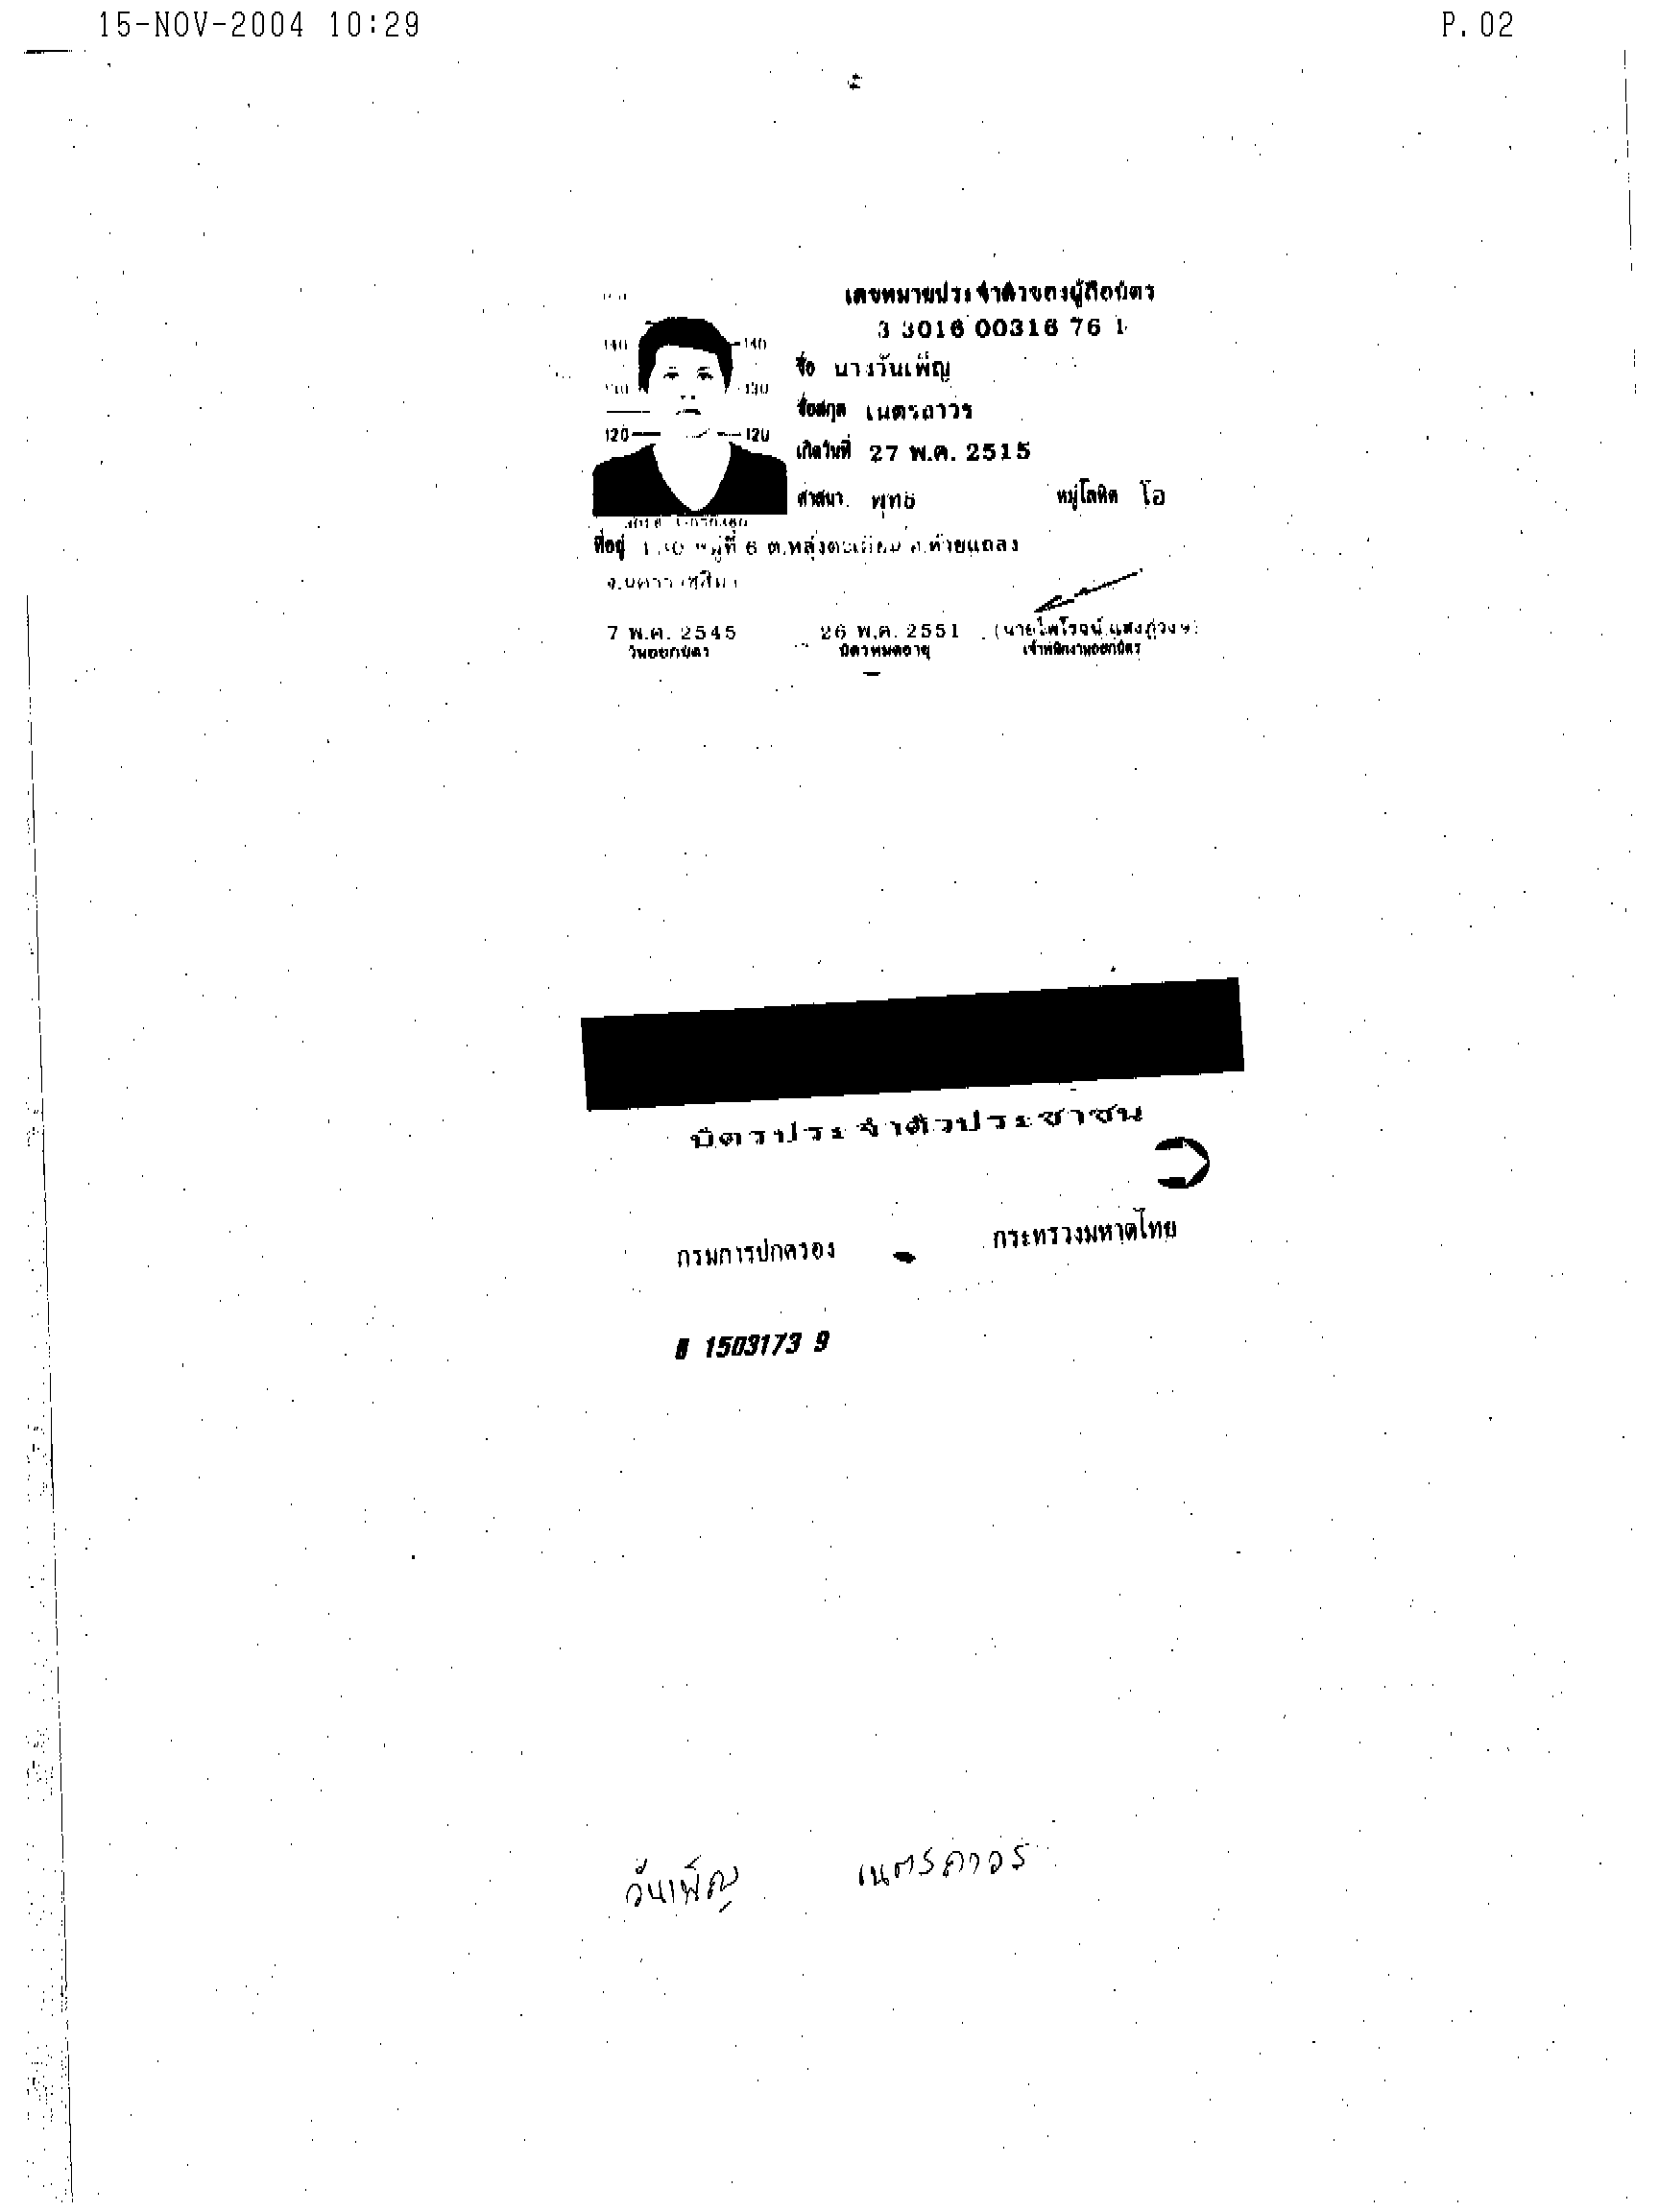 15-NOV-2004 10:29 P. 02
เลขหมายประจำตัวของผู้ถือบัตร
3 3016 00316 76 1
140 140
130
120 120
ชื่อ นางวันเพ็ญ
ชื่อสกุล เนตรถาวร
เกิดวันที่ 27 พ.ค. 2515
ศาสนา พุทธ หมู่โลหิต โอ
ที่อยู่ หมู่ที่ 6 ต.หลุ่งตะเคียน อ.ห้วยแถลง
จ.นครราชสีมา
7 พ.ค. 2545 26 พ.ค. 2551 (นายไพโรจน์
วันออกบัตร บัตรหมดอายุ เจ้าพนักงานออกบัตร
บัตรประจำตัวประชาชน
กรมการปกครอง กระทรวงมหาดไทย
1503173 9
วันเพ็ญ เนตรถาวร